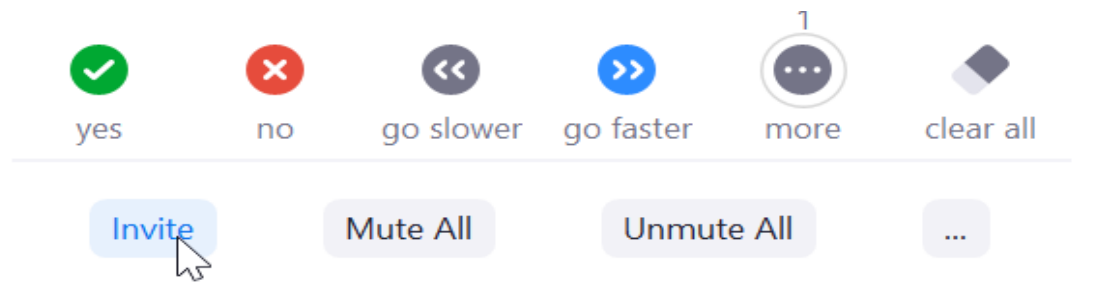 1
yes no go slower go faster more clear all
Invite Mute All Unmute All ...